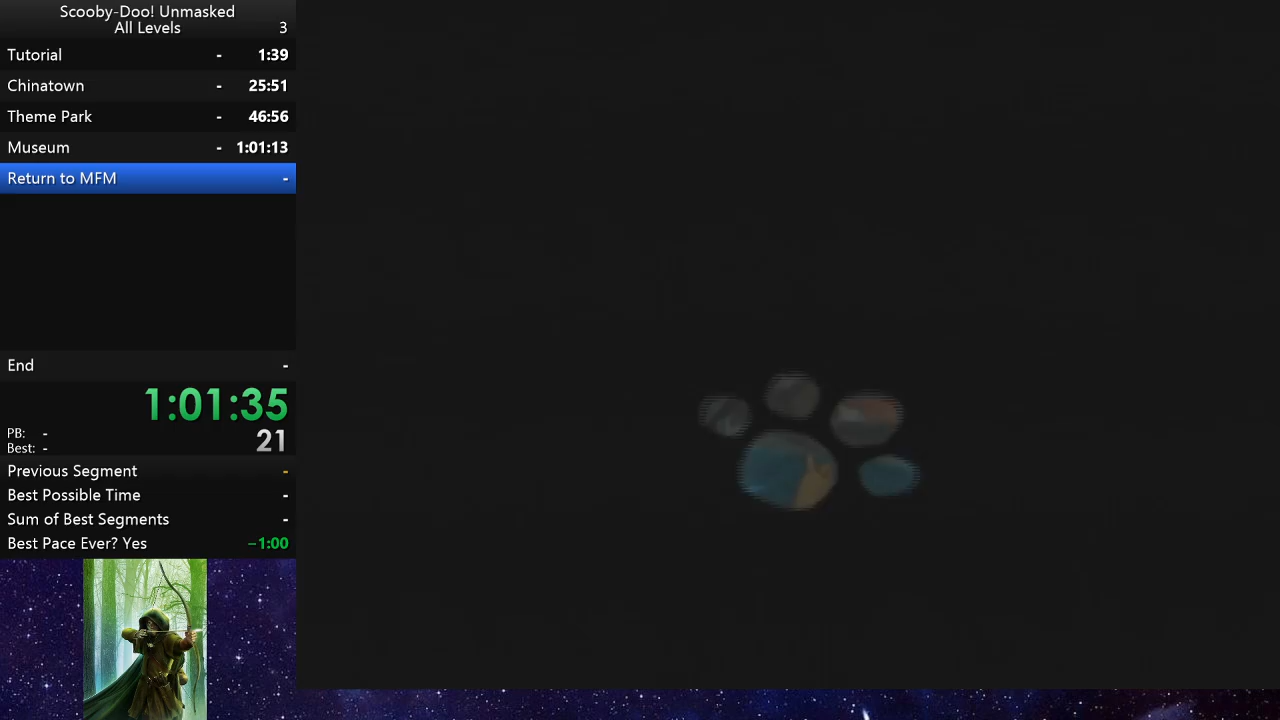 Scooby-Doo! Unmasked
All Levels 3
Tutorial - 1:39
Chinatown - 25:51
Theme Park - 46:56
Museum - 1:01:13
Return to MFM -
End -
1:01:35
PB: - 21
Best: -
Previous Segment -
Best Possible Time -
Sum of Best Segments -
Best Pace Ever? Yes −1:00